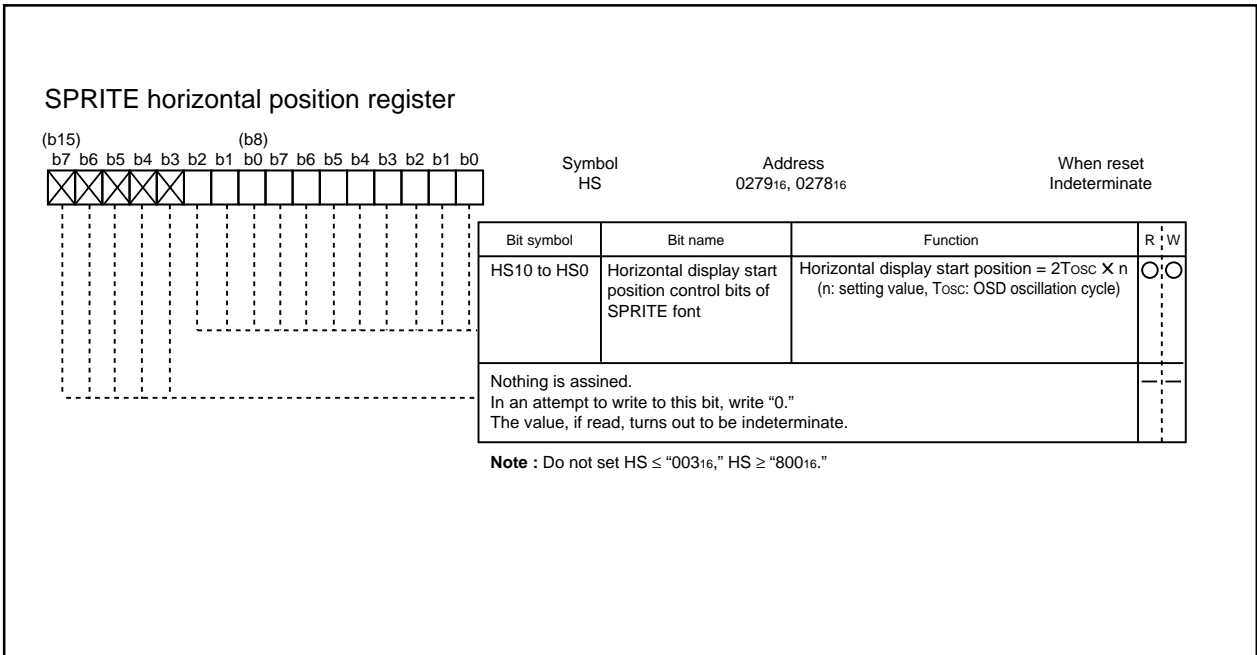 SPRITE horizontal position register
(b15) (b8)
b7 b6 b5 b4 b3 b2 b1 b0 b7 b6 b5 b4 b3 b2 b1 b0
Symbol Address When reset
HS 027916, 027816 Indeterminate
Bit symbol Bit name Function R W
HS10 to HS0 Horizontal display start Horizontal display start position = 2TOSC X n
position control bits of (n: setting value, TOSC: OSD oscillation cycle)
SPRITE font
Nothing is assined.
In an attempt to write to this bit, write “0.”
The value, if read, turns out to be indeterminate.
Note : Do not set HS ≤ “00316,” HS ≥ “80016.”